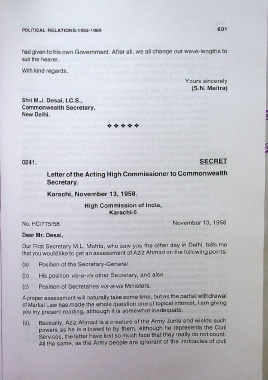 POLITICAL RELATIONS:1955-1969 601
had given to his own Government. After all, we all change our wave-lengths to
suit the hearer.
With kind regards,
Yours sincerely
(S.N. Maitra)
Shri M.J. Desai, I.C.S.,
Commonwealth Secretary,
New Delhi.
❖❖❖❖❖
0241. SECRET
Letter of the Acting High Commissioner to Commonwealth
Secretary.
Karachi, November 13, 1958.
High Commission of India,
Karachi-5
No. HC/775/58 November 13, 1958
Dear Mr. Desai,
Our First Secretary M.L. Mehta, who saw you the other day in Delhi, tells me
that you would like to get an assessment of Aziz Ahmad on the following points:
(a) Position of the Secretary-General
(b) His position vis-a-vis other Secretary, and also
(c) Position of Secretaries vis-a-vis Ministers.
A proper assessment will naturally take some time, but as the partial withdrawal
of Martial Law has made the whole question one of topical interest, I am giving
you my present reading, although it is somewhat inadequate.
(a). Basically, Aziz Ahmad is a creature of the Army Junta and wields such
powers as he is allowed to by them. Although he represents the Civil
Services, the latter have lost so much face that they really do not count.
All the same, as the Army people are ignorant of the intricacies of civil